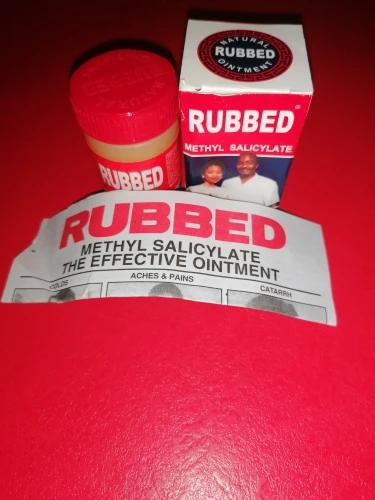 NATURAL
RUBBED
OINTMENT
RUBBED®
METHYL SALICYLATE
RUBBED
RUBBED
METHYL SALICYLATE
THE EFFECTIVE OINTMENT
COLDS
ACHES & PAINS
CATARRH